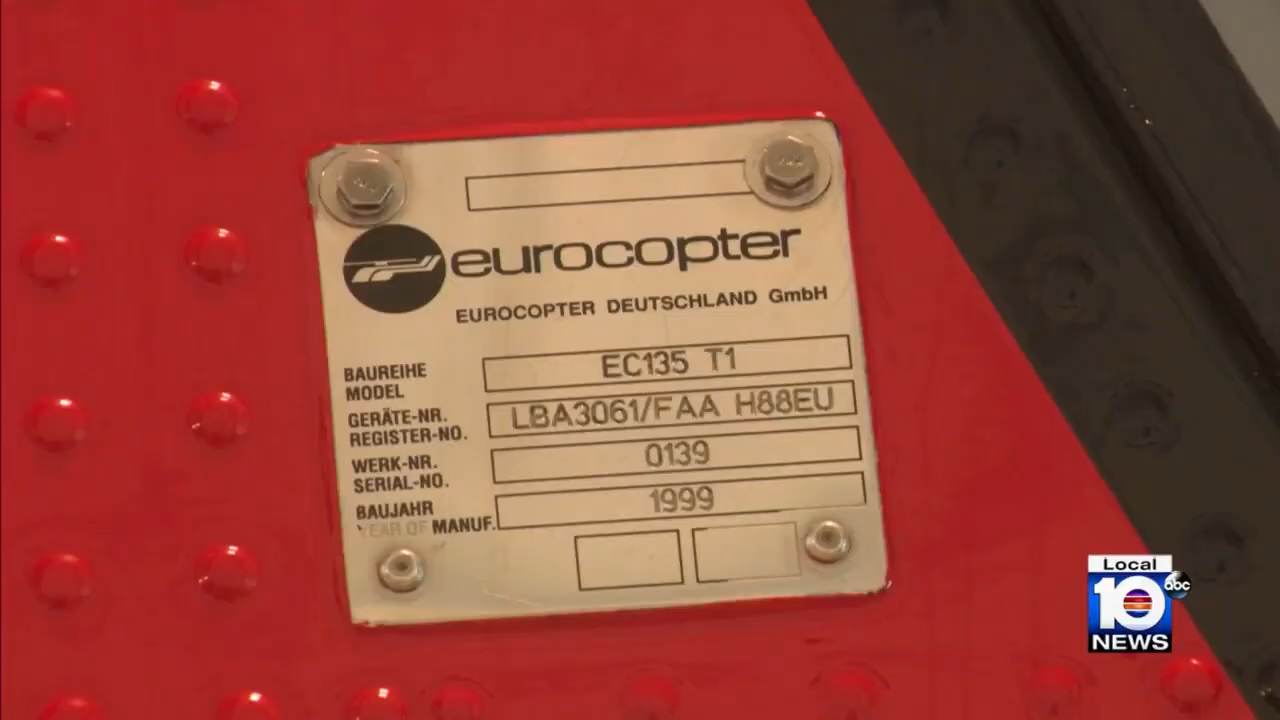 eurocopter
EUROCOPTER DEUTSCHLAND GmbH
BAUREIHE
MODEL
EC135 T1
GERÄTE-NR.
REGISTER-NO.
LBA3061/FAA H88EU
WERK-NR.
SERIAL-NO.
0139
BAUJAHR
YEAR OF MANUF.
1999
Local
10
abc
NEWS